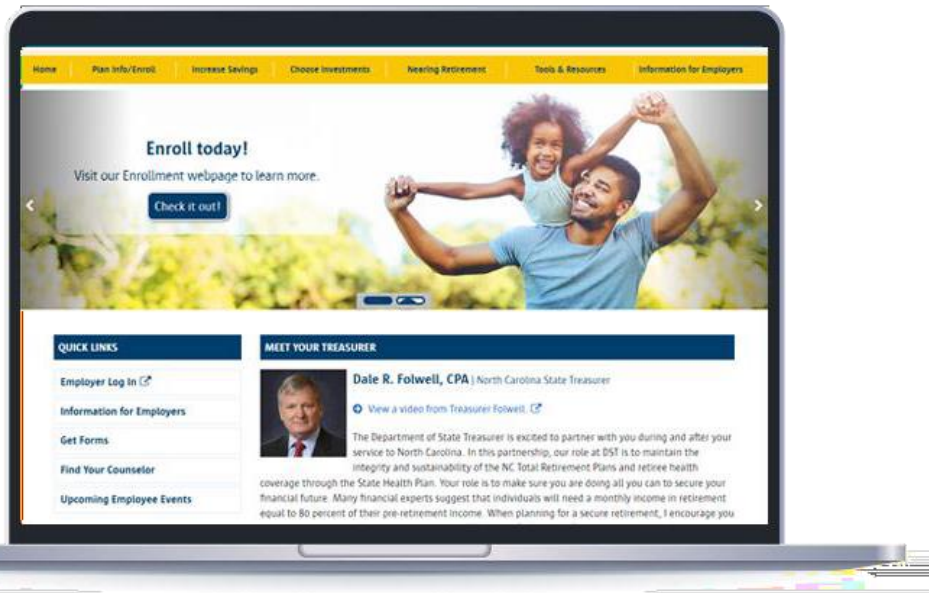 Home Plan Info/Enroll Increase Savings Choose Investments Nearing Retirement Tools & Resources Information for Employers
Enroll today!
Visit our Enrollment webpage to learn more.
Check it out!
QUICK LINKS
Employer Log In
Information for Employers
Get Forms
Find Your Counselor
Upcoming Employee Events
MEET YOUR TREASURER
Dale R. Folwell, CPA | North Carolina State Treasurer
View a video from Treasurer Folwell.
The Department of State Treasurer is excited to partner with you during and after your
service to North Carolina. In this partnership, our role at DST is to maintain the
integrity and sustainability of the NC Total Retirement Plans and retiree health
coverage through the State Health Plan. Your role is to make sure you are doing all you can to secure your
financial future. Many financial experts suggest that individuals will need a monthly income in retirement
equal to 80 percent of their pre-retirement income. When planning for a secure retirement, I encourage you